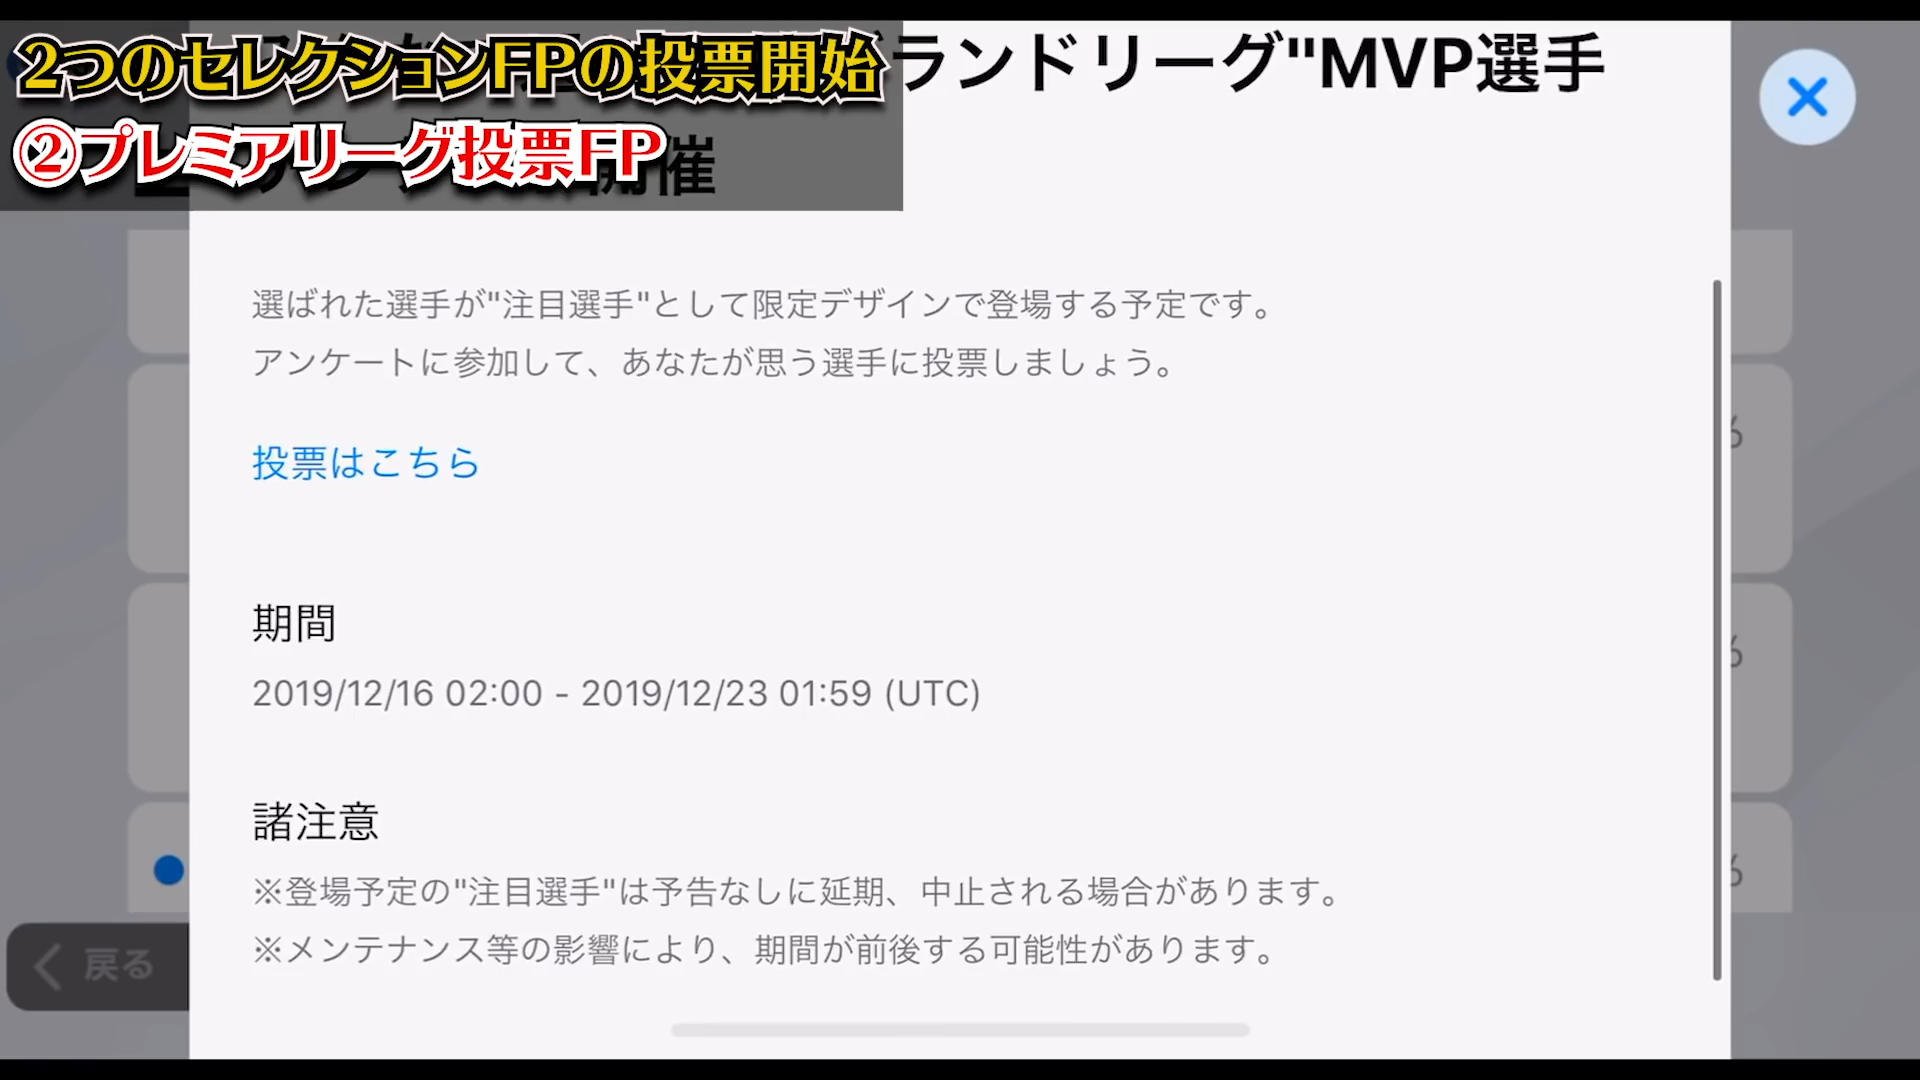 2つのセレクションFPの投票開始
ランドリーグ"MVP選手
②プレミアリーグ投票FP
開催
選ばれた選手が"注目選手"として限定デザインで登場する予定です。
アンケートに参加して、あなたが思う選手に投票しましょう。
投票はこちら
期間
2019/12/16 02:00 - 2019/12/23 01:59 (UTC)
諸注意
※登場予定の"注目選手"は予告なしに延期、中止される場合があります。
※メンテナンス等の影響により、期間が前後する可能性があります。
戻る